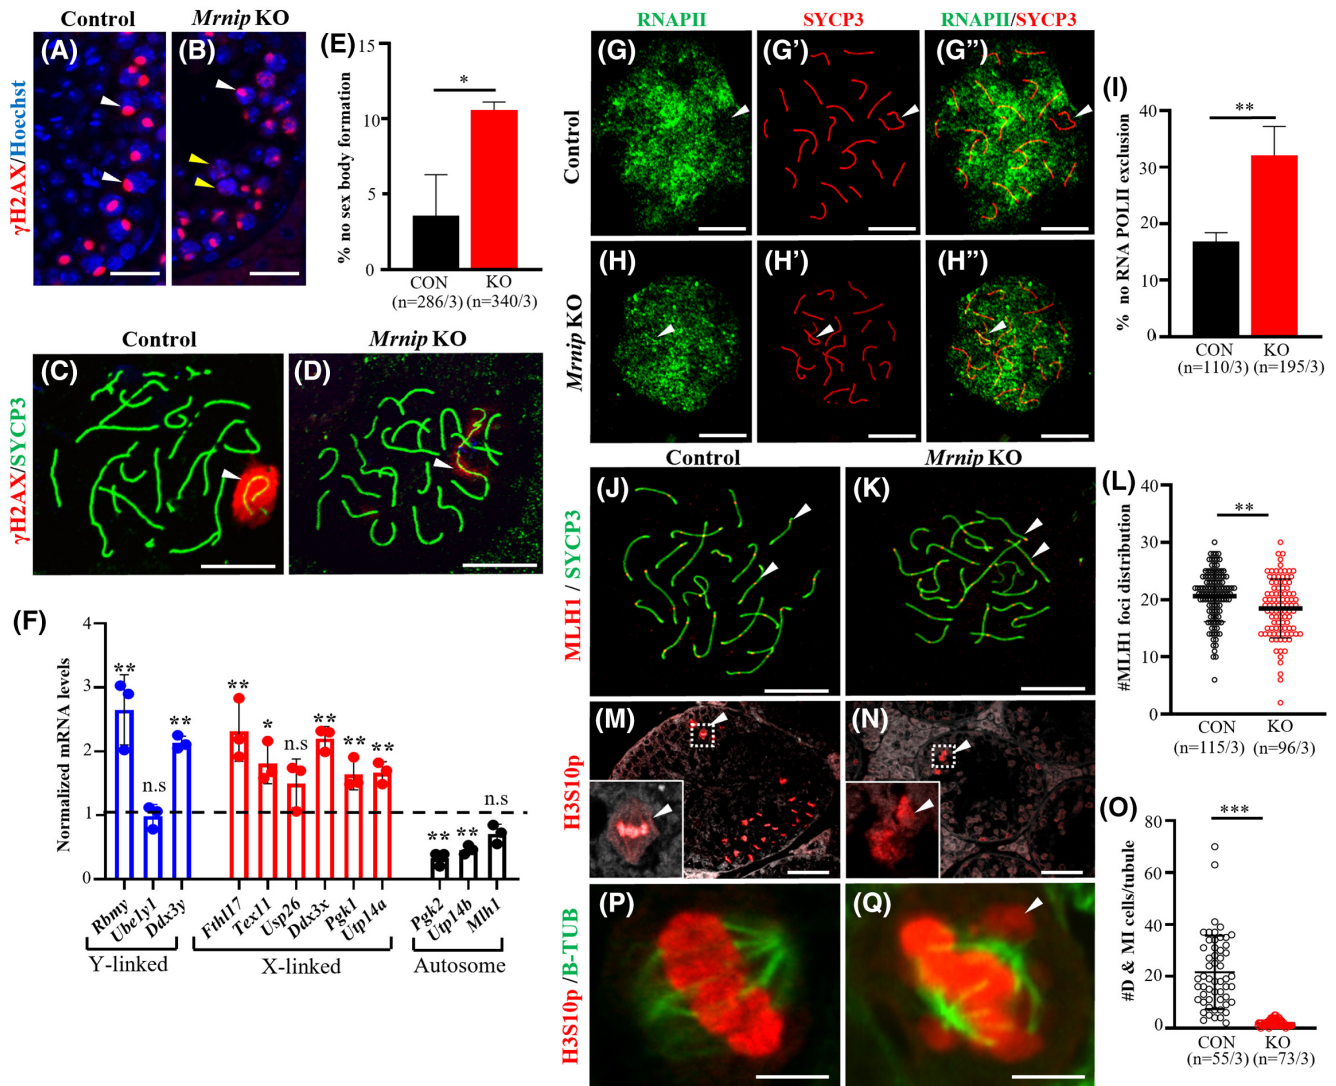 Control
Mrnip KO
(A)
(B)
γH2AX/Hoechst
(E)
% no sex body formation
15
10
5
0
*
CON
KO
(n=286/3)
(n=340/3)
Control
Mrnip KO
(C)
(D)
γH2AX/SYCP3
(F)
Normalized mRNA levels
4
3
2
1
0
**
n.s
**
**
*
n.s
**
**
**
**
**
n.s
Rbmy
Ube1y1
Ddx3y
Fthl17
Tex11
Usp26
Ddx3x
Pgk1
Utp14a
Pgk2
Utp14b
Mlh1
Y-linked
X-linked
Autosome
RNAPII
SYCP3
RNAPII/SYCP3
Control
(G)
(G')
(G'')
Mrnip KO
(H)
(H')
(H'')
(I)
% no RNA POLII exclusion
40
30
20
10
0
**
CON
KO
(n=110/3)
(n=195/3)
Control
Mrnip KO
MLH1 / SYCP3
(J)
(K)
(L)
#MLH1 foci distribution
40
30
20
10
0
**
CON
KO
(n=115/3)
(n=96/3)
H3S10p
(M)
(N)
(O)
#D & MI cells/tubule
80
60
40
20
0
***
CON
KO
(n=55/3)
(n=73/3)
H3S10p /B-TUB
(P)
(Q)